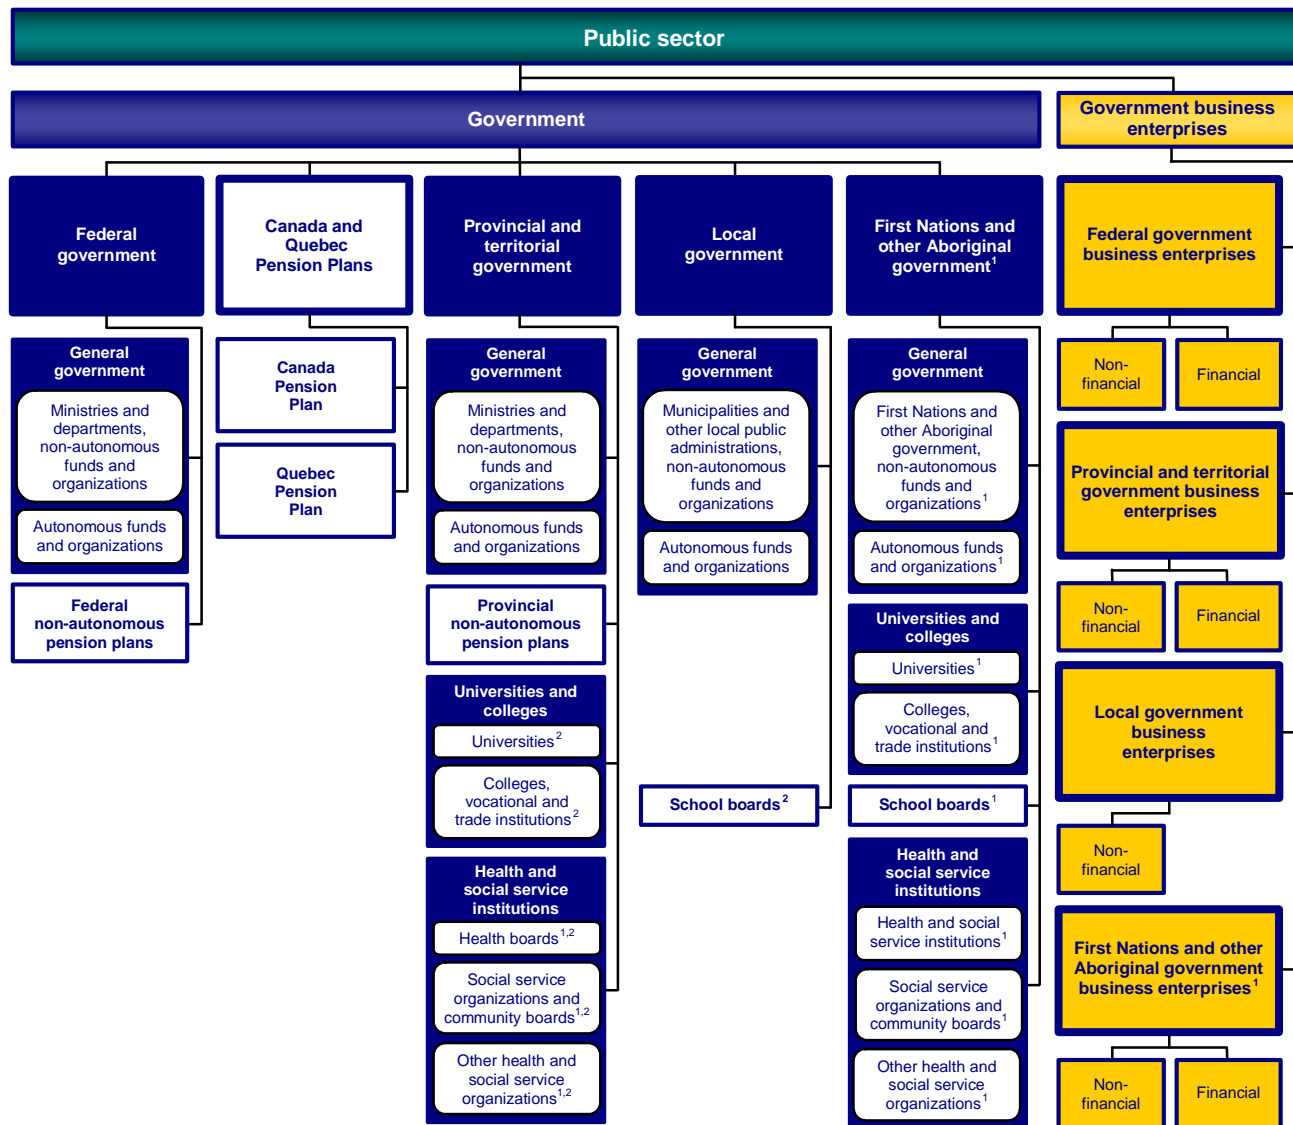 Public sector
Government
Government business
enterprises
Federal
government
General
government
Ministries and
departments,
non-autonomous
funds and
organizations
Autonomous funds
and organizations
Federal
non-autonomous
pension plans
Canada and
Quebec
Pension Plans
Canada
Pension
Plan
Quebec
Pension
Plan
Provincial and
territorial
government
General
government
Ministries and
departments,
non-autonomous
funds and
organizations
Autonomous funds
and organizations
Provincial
non-autonomous
pension plans
Universities and
colleges
Universities²
Colleges,
vocational and
trade institutions²
Health and
social service
institutions
Health boards¹,²
Social service
organizations and
community boards¹,²
Other health and
social service
organizations¹,²
Local
government
General
government
Municipalities and
other local public
administrations,
non-autonomous
funds and
organizations
Autonomous funds
and organizations
School boards²
First Nations and
other Aboriginal
government¹
General
government
First Nations and
other Aboriginal
government,
non-autonomous
funds and
organizations¹
Autonomous funds
and organizations¹
Universities and
colleges
Universities¹
Colleges,
vocational and
trade institutions¹
School boards¹
Health and
social service
institutions
Health and social
service institutions¹
Social service
organizations and
community boards¹
Other health and
social service
organizations¹
Federal government
business enterprises
Non-
financial
Financial
Provincial and territorial
government business
enterprises
Non-
financial
Financial
Local government
business
enterprises
Non-
financial
First Nations and other
Aboriginal government
business enterprises¹
Non-
financial
Financial